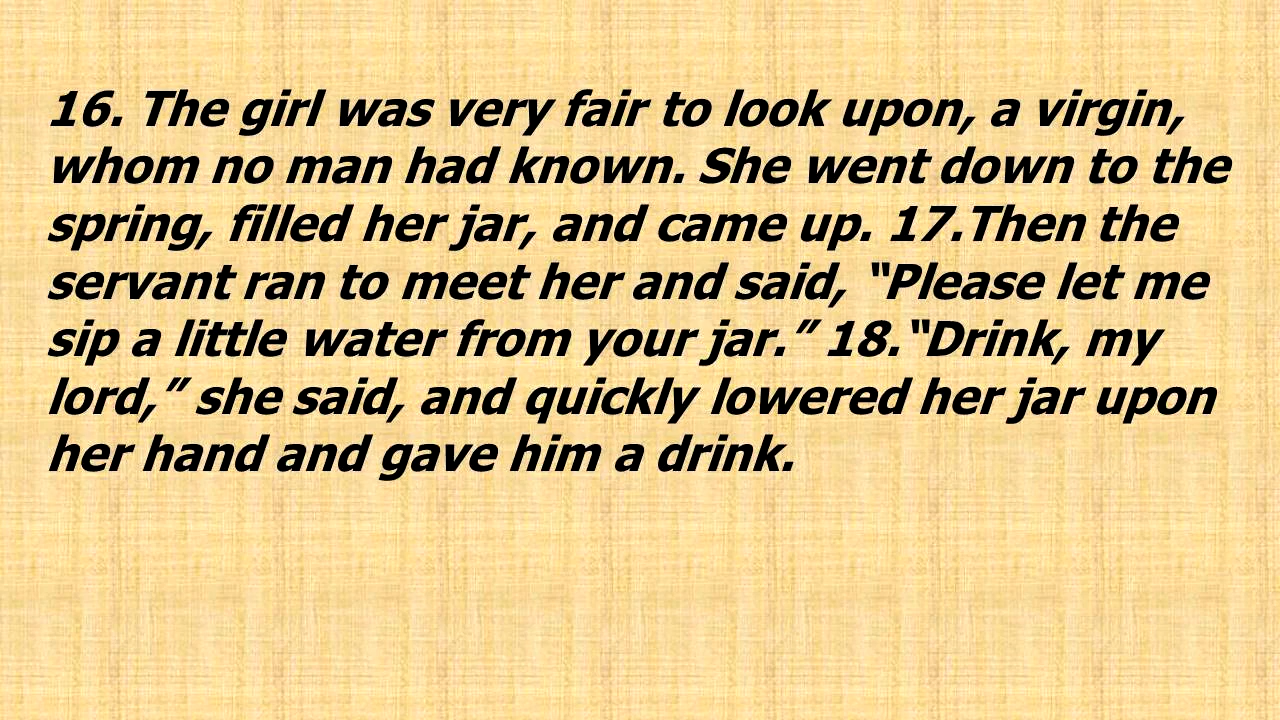 16. The girl was very fair to look upon, a virgin,
whom no man had known. She went down to the
spring, filled her jar, and came up. 17.Then the
servant ran to meet her and said, “Please let me
sip a little water from your jar.” 18.“Drink, my
lord,” she said, and quickly lowered her jar upon
her hand and gave him a drink.